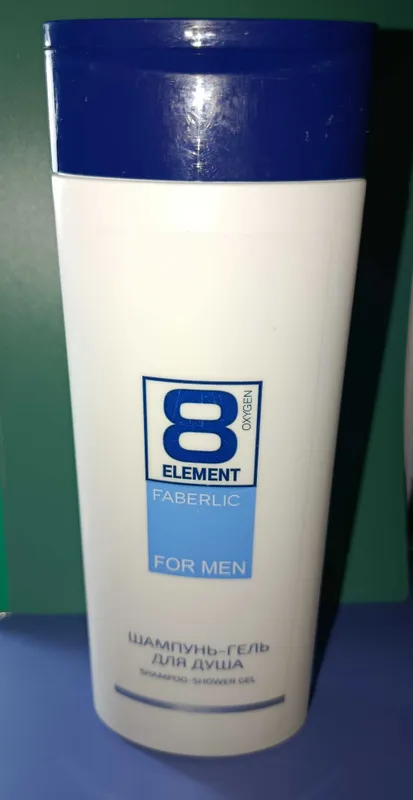 8
OXYGEN
ELEMENT
FABERLIC
FOR MEN
ШАМПУНЬ-ГЕЛЬ
ДЛЯ ДУША
SHAMPOO-SHOWER GEL